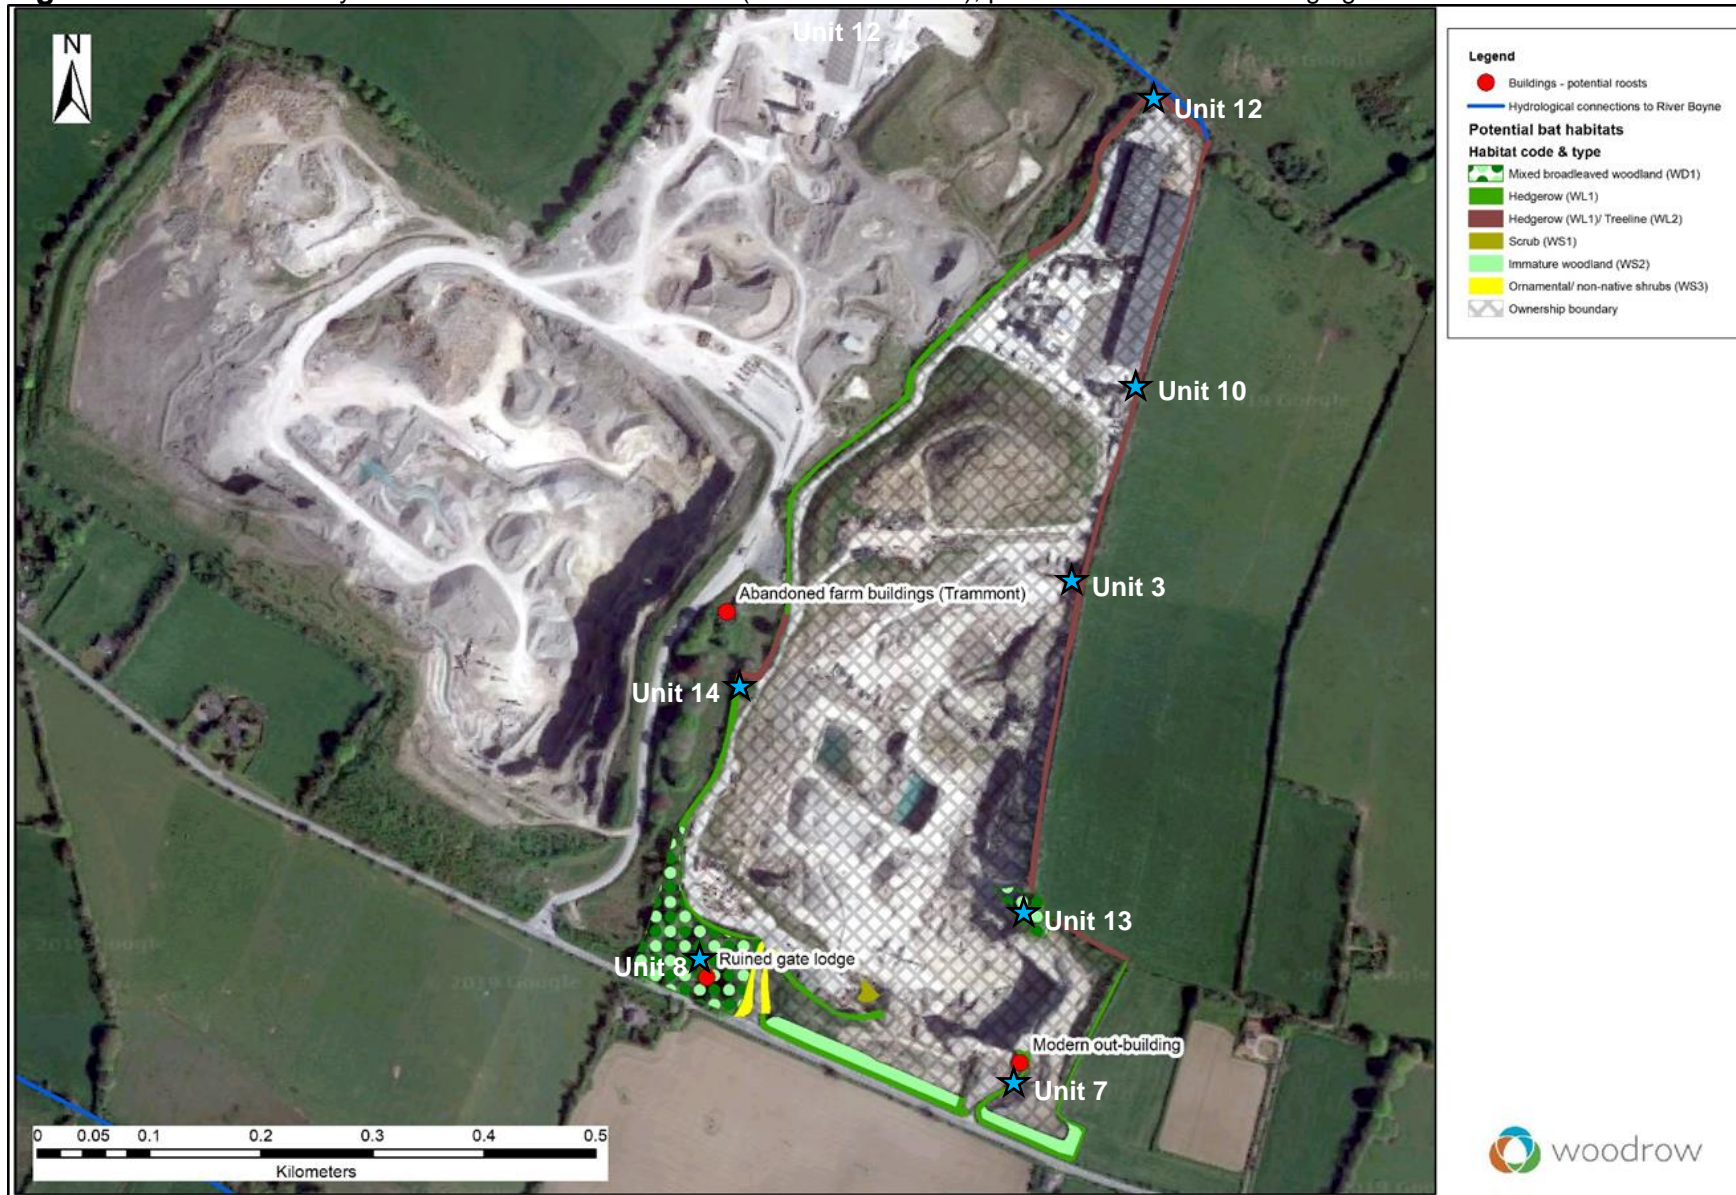 Unit 12
N
Unit 12
Unit 10
Unit 3
Abandoned farm buildings (Trammont)
Unit 14
Unit 13
Unit 8
Ruined gate lodge
Modern out-building
Unit 7
0 0.05 0.1 0.2 0.3 0.4 0.5
Kilometers
Legend
Buildings - potential roosts
Hydrological connections to River Boyne
Potential bat habitats
Habitat code & type
Mixed broadleaved woodland (WD1)
Hedgerow (WL1)
Hedgerow (WL1)/ Treeline (WL2)
Scrub (WS1)
Immature woodland (WS2)
Ornamental/ non-native shrubs (WS3)
Ownership boundary
woodrow